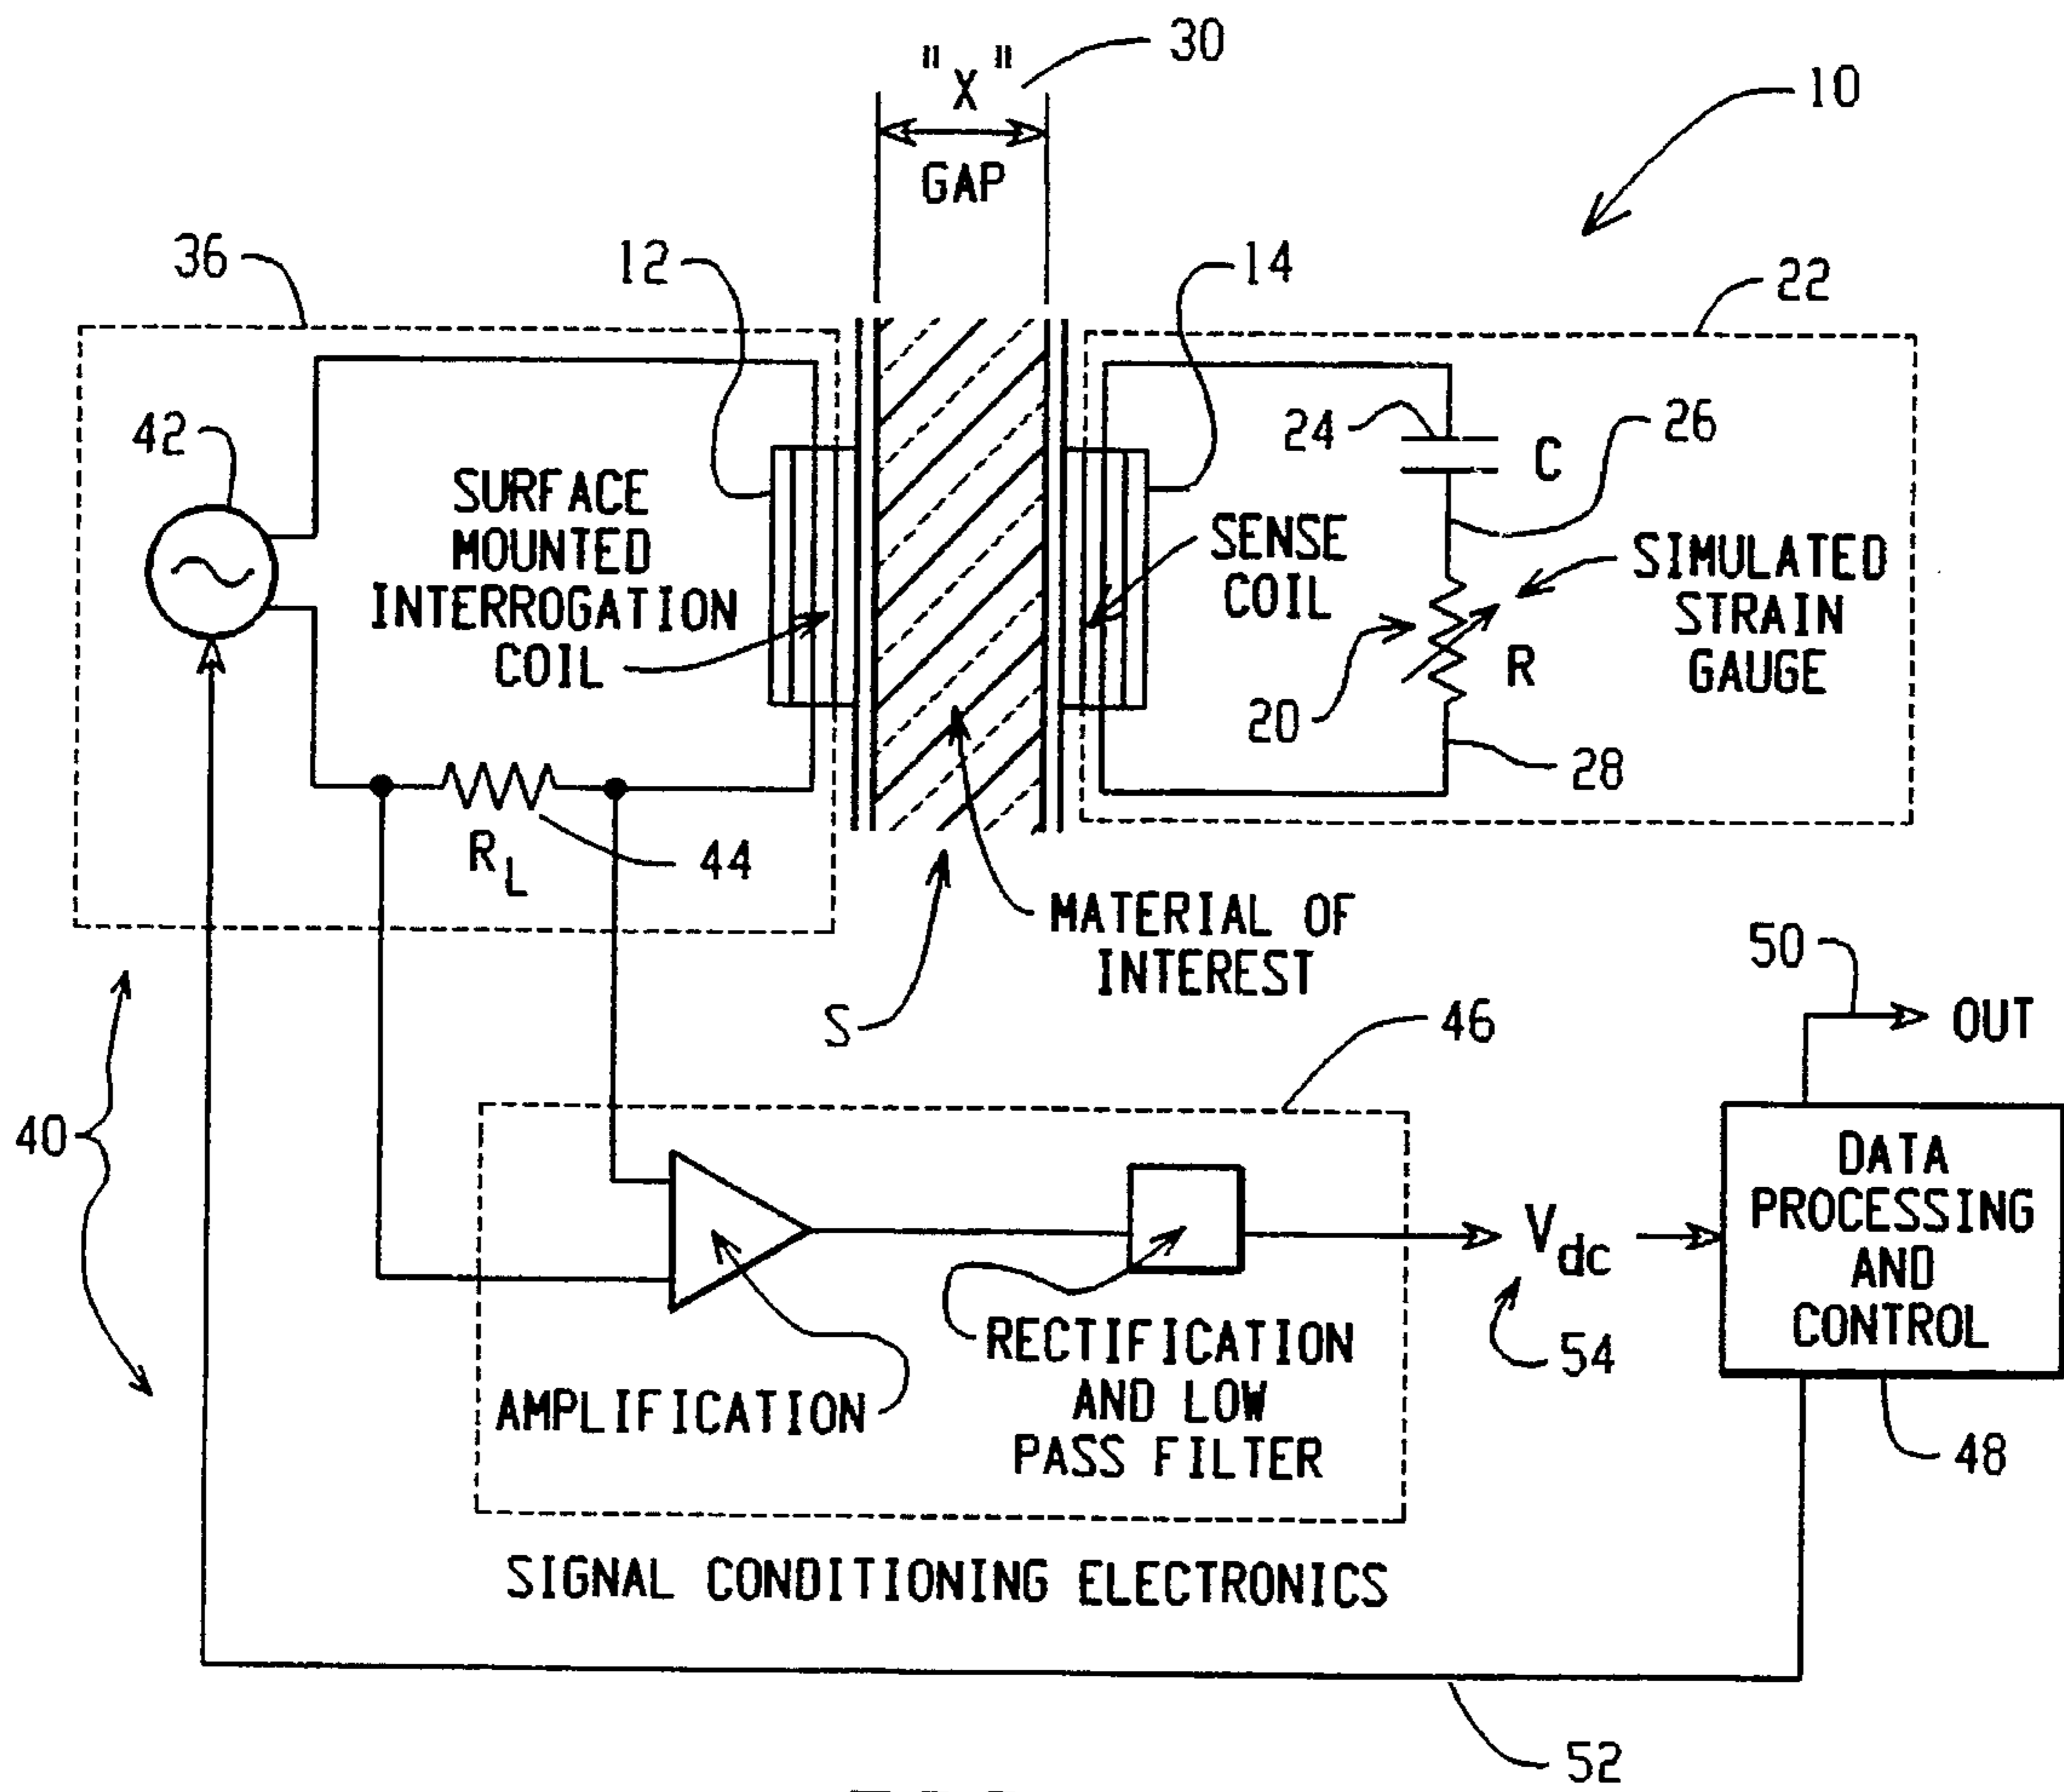 "X"
30
10
GAP
36
12
14
22
42
24
26
C
SURFACE
MOUNTED
INTERROGATION
COIL
SENSE
COIL
SIMULATED
STRAIN
GAUGE
20
R
28
RL
44
MATERIAL OF
INTEREST
S
50
OUT
46
40
DATA
PROCESSING
AND
CONTROL
Vdc
54
RECTIFICATION
AND LOW
PASS FILTER
AMPLIFICATION
48
SIGNAL CONDITIONING ELECTRONICS
52